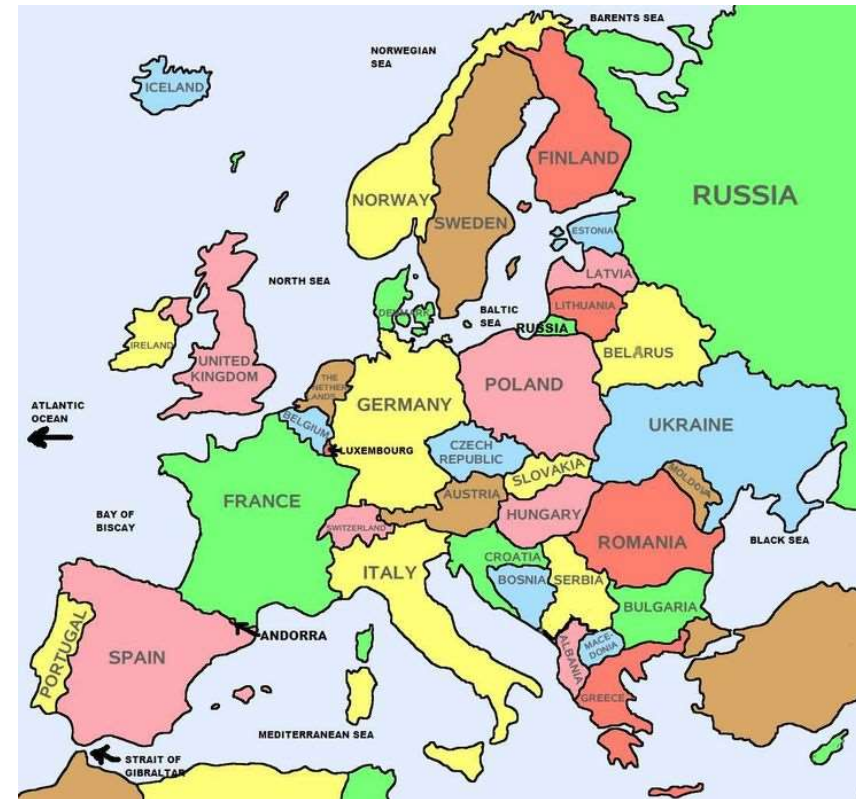 BARENTS SEA
NORWEGIAN
SEA
ICELAND
FINLAND
RUSSIA
NORWAY
SWEDEN
ESTONIA
NORTH SEA
LATVIA
DENMARK
BALTIC
SEA
LITHUANIA
RUSSIA
IRELAND
UNITED
KINGDOM
BELARUS
THE
NETHER
LANDS
POLAND
ATLANTIC
OCEAN
GERMANY
BELGIUM
UKRAINE
LUXEMBOURG
CZECH
REPUBLIC
SLOVAKIA
MOLDOVA
FRANCE
AUSTRIA
BAY OF
BISCAY
SWITZERLAND
HUNGARY
ROMANIA
BLACK SEA
ITALY
CROATIA
BOSNIA
SERBIA
BULGARIA
ANDORRA
PORTUGAL
SPAIN
ALBANIA
MACE-
DONIA
GREECE
MEDITERRANEAN SEA
STRAIT OF
GIBRALTAR